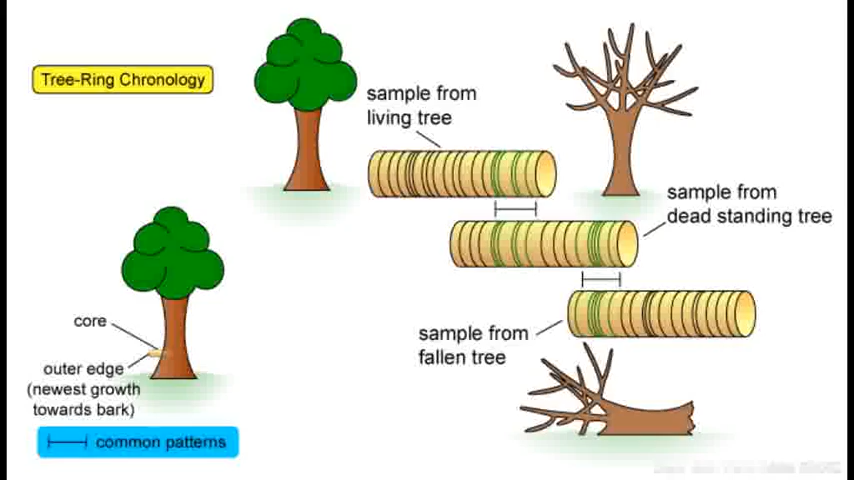 Tree-Ring Chronology
sample from
living tree
sample from
dead standing tree
core
sample from
fallen tree
outer edge
(newest growth
towards bark)
common patterns